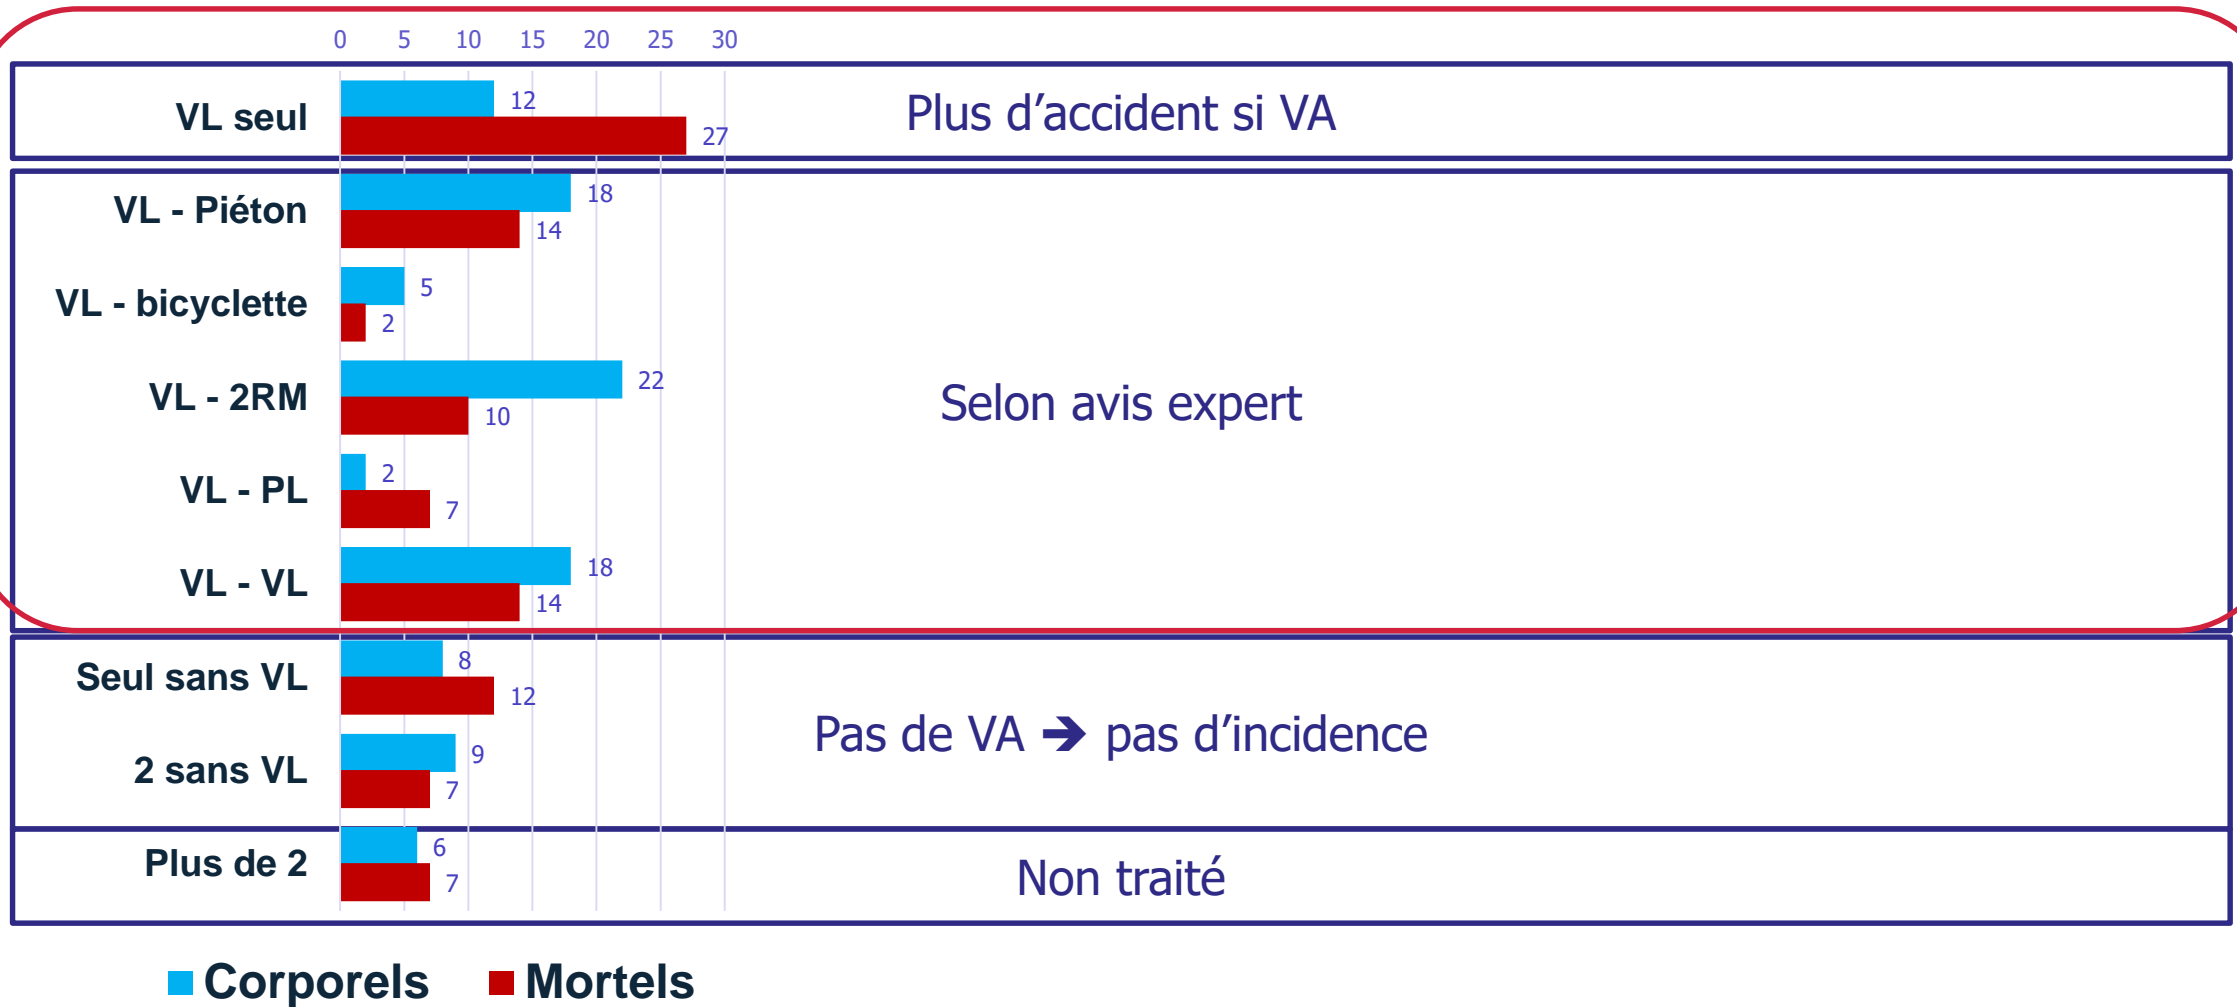 0 5 10 15 20 25 30
VL seul 12 Plus d’accident si VA
27
VL - Piéton 18
14
VL - bicyclette 5
2
VL - 2RM 22 Selon avis expert
10
VL - PL 2
7
VL - VL 18
14
Seul sans VL 8
12
Pas de VA ➔ pas d’incidence
2 sans VL 9
7
Plus de 2 6
7
Non traité
Corporels Mortels